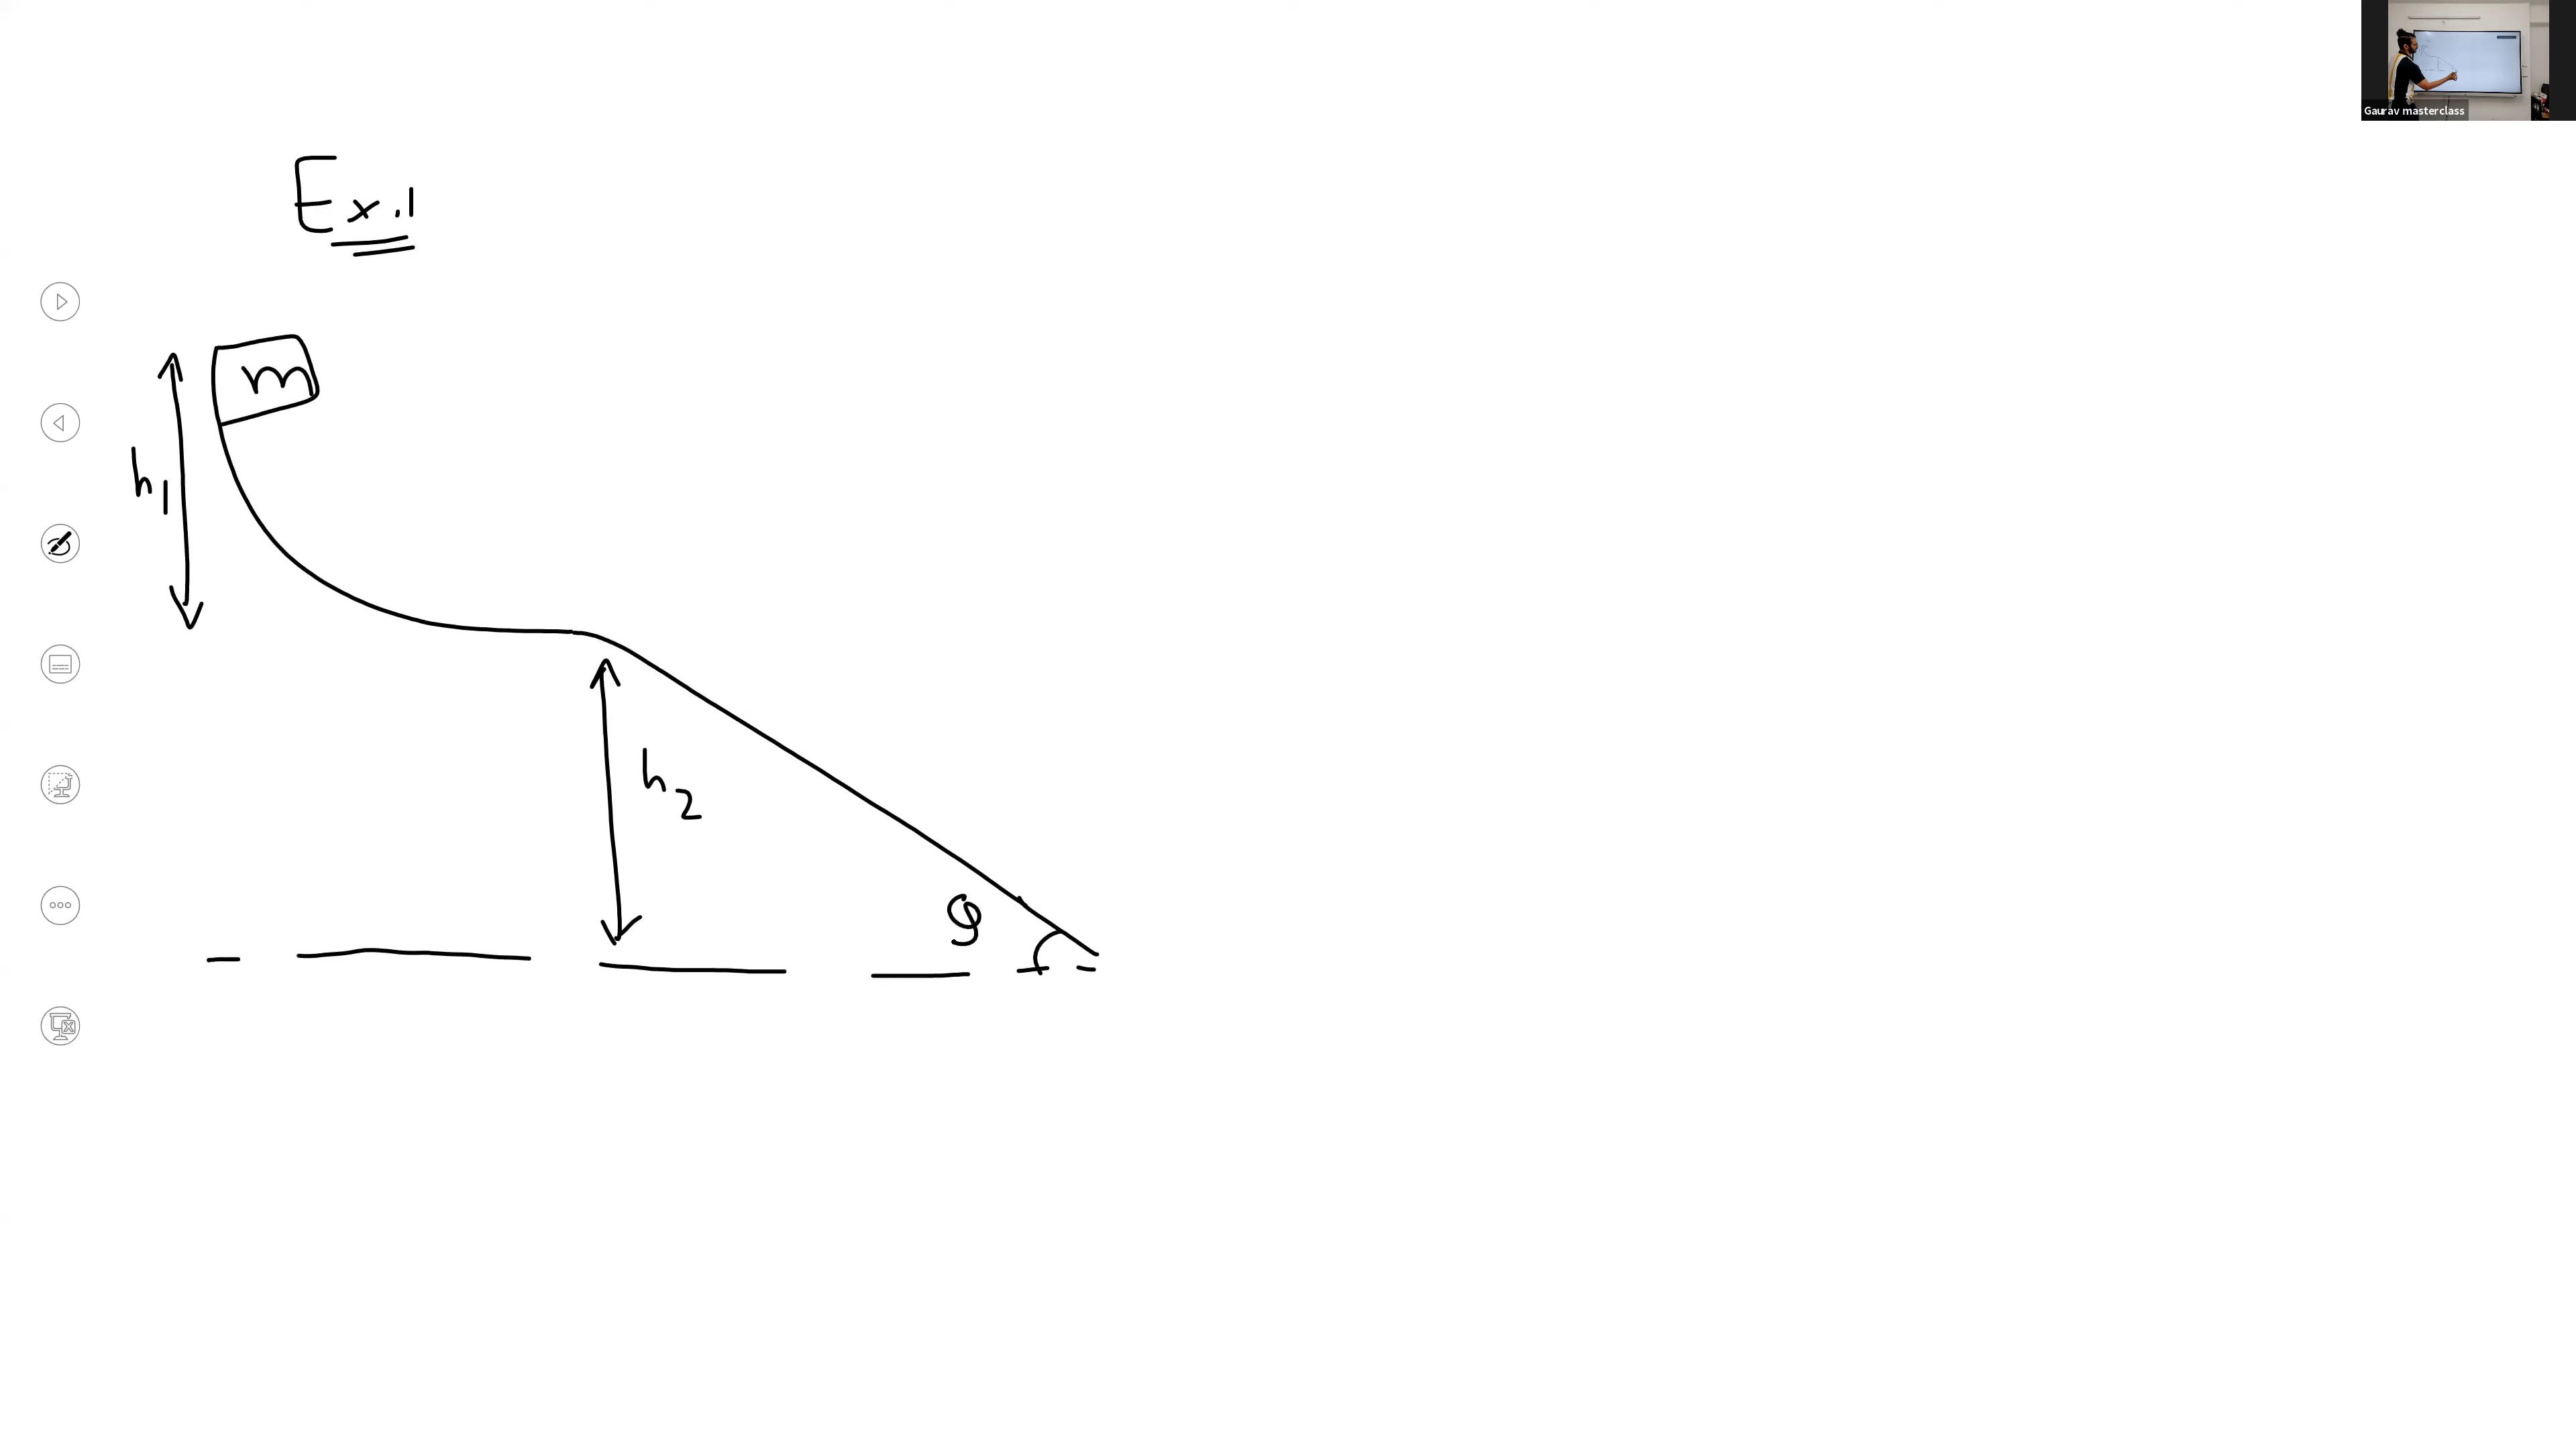 Gaurav masterclass
Ex.1
m
h1
h2
φ